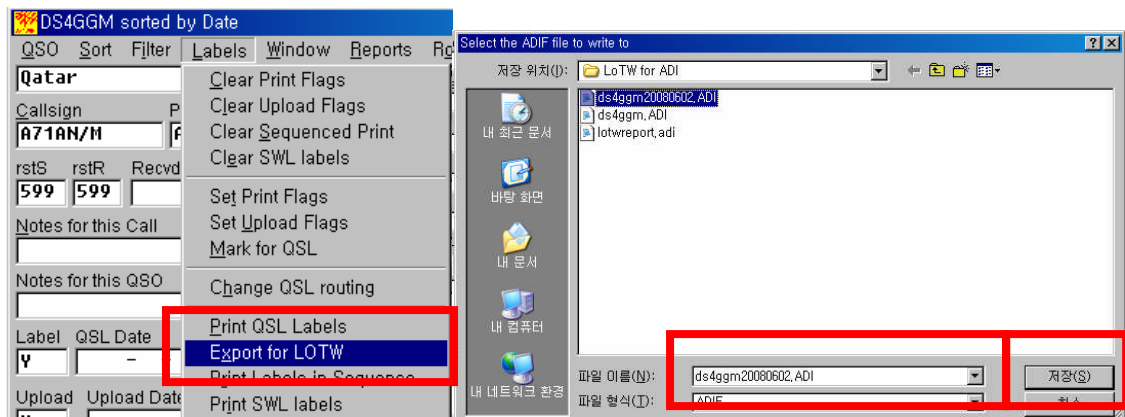 DS4GGM sorted by Date
QSO Sort Filter Labels Window Reports
Qatar
Callsign
A71AN/M
rstS rstR Recvd
599 599
Notes for this Call
Notes for this QSO
Label QSL Date
Y - -
Upload Upload Date
Clear Print Flags
Clear Upload Flags
Clear Sequenced Print
Clear SWL labels
Set Print Flags
Set Upload Flags
Mark for QSL
Change QSL routing
Print QSL Labels
Export for LOTW
Print Labels in Sequence
Print SWL labels
Select the ADIF file to write to
저장 위치(I): LoTW for ADI
ds4ggm20080602.ADI
ds4ggm.ADI
lotwreport.adi
내 최근 문서
바탕 화면
내 문서
내 컴퓨터
내 네트워크 환경
파일 이름(N): ds4ggm20080602.ADI 저장(S)
파일 형식(T): ADIF 취소